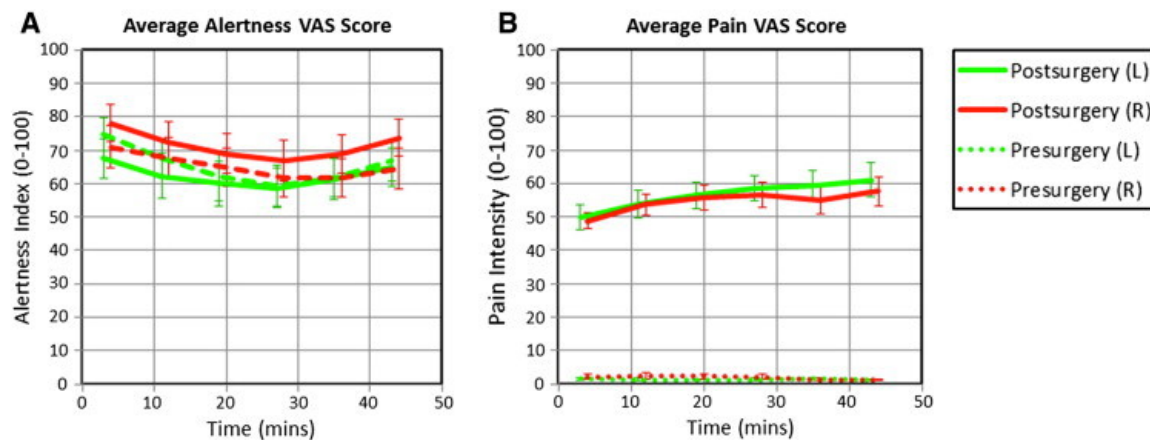 A
Average Alertness VAS Score
Alertness Index (0-100)
100
90
80
70
60
50
40
30
20
10
0
0 10 20 30 40 50
Time (mins)
B
Average Pain VAS Score
Pain Intensity (0-100)
100
90
80
70
60
50
40
30
20
10
0
0 10 20 30 40 50
Time (mins)
Postsurgery (L)
Postsurgery (R)
Presurgery (L)
Presurgery (R)